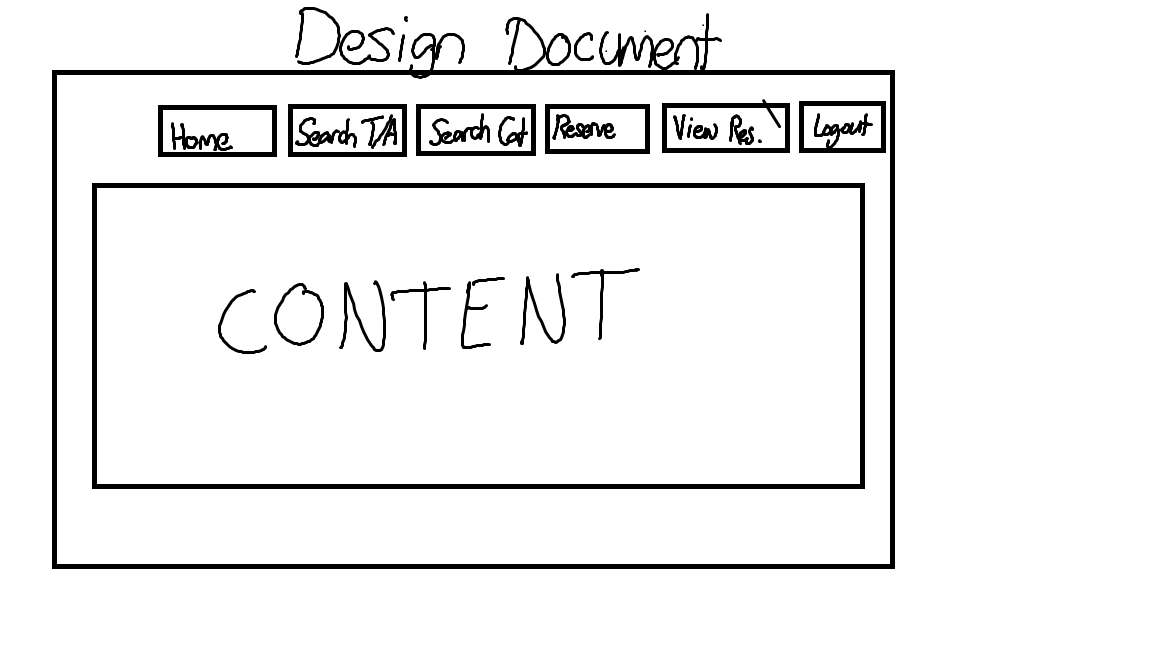 Design Document
Home Search T/A Search Cat Reserve View Res. Logout
CONTENT